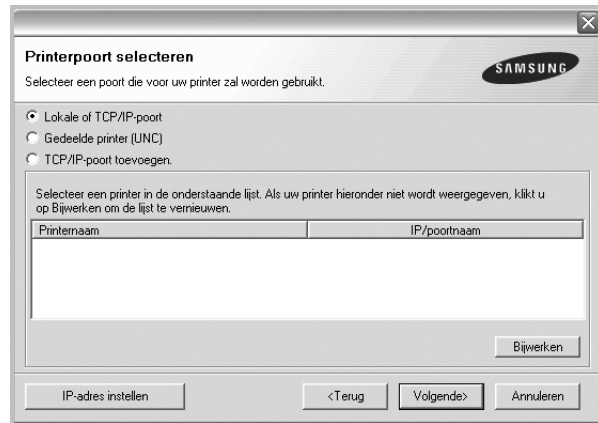 Printerpoort selecteren
Selecteer een poort die voor uw printer zal worden gebruikt.
SAMSUNG
Lokale of TCP/IP-poort
Gedeelde printer (UNC)
TCP/IP-poort toevoegen.
Selecteer een printer in de onderstaande lijst. Als uw printer hieronder niet wordt weergegeven, klikt u
op Bijwerken om de lijst te vernieuwen.
Printernaam IP/poortnaam
Bijwerken
IP-adres instellen <Terug Volgende> Annuleren